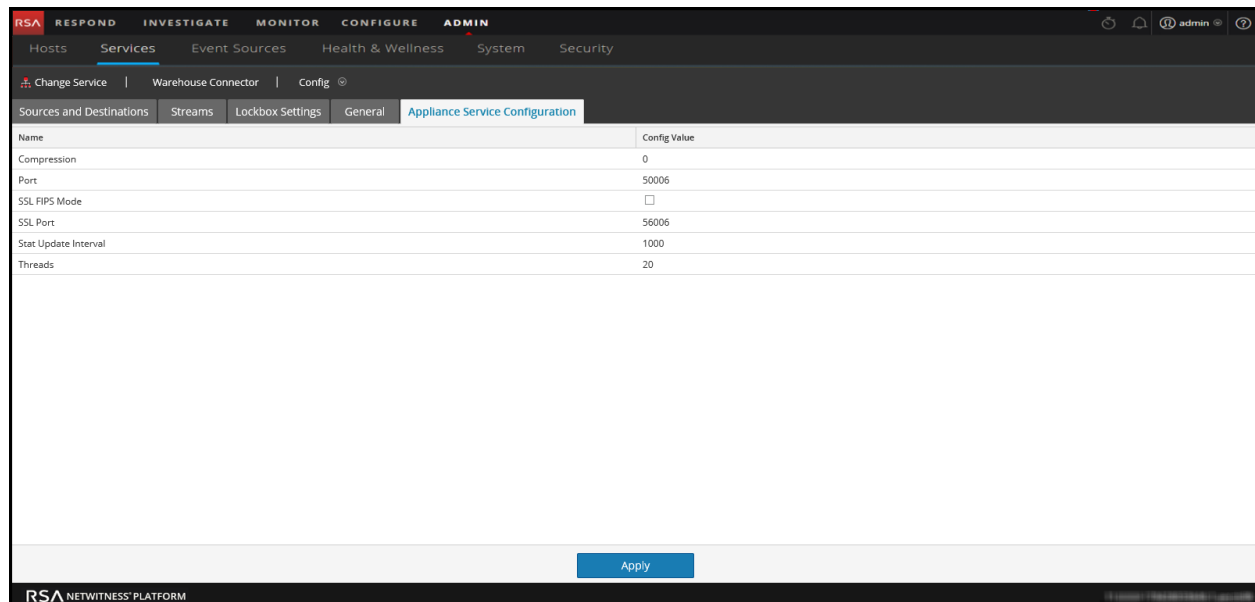 RSA RESPOND INVESTIGATE MONITOR CONFIGURE ADMIN admin ?
Hosts Services Event Sources Health & Wellness System Security
Change Service | Warehouse Connector | Config
Sources and Destinations Streams Lockbox Settings General Appliance Service Configuration
Name Config Value
Compression 0
Port 50006
SSL FIPS Mode
SSL Port 56006
Stat Update Interval 1000
Threads 20
Apply
RSA NETWITNESS® PLATFORM